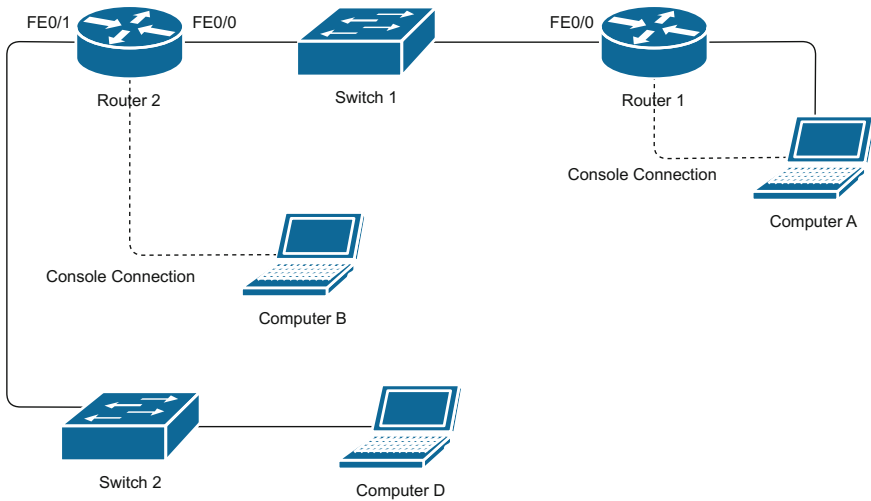 FE0/1
FE0/0
FE0/0
Router 2
Switch 1
Router 1
Console Connection
Computer A
Console Connection
Computer B
Switch 2
Computer D